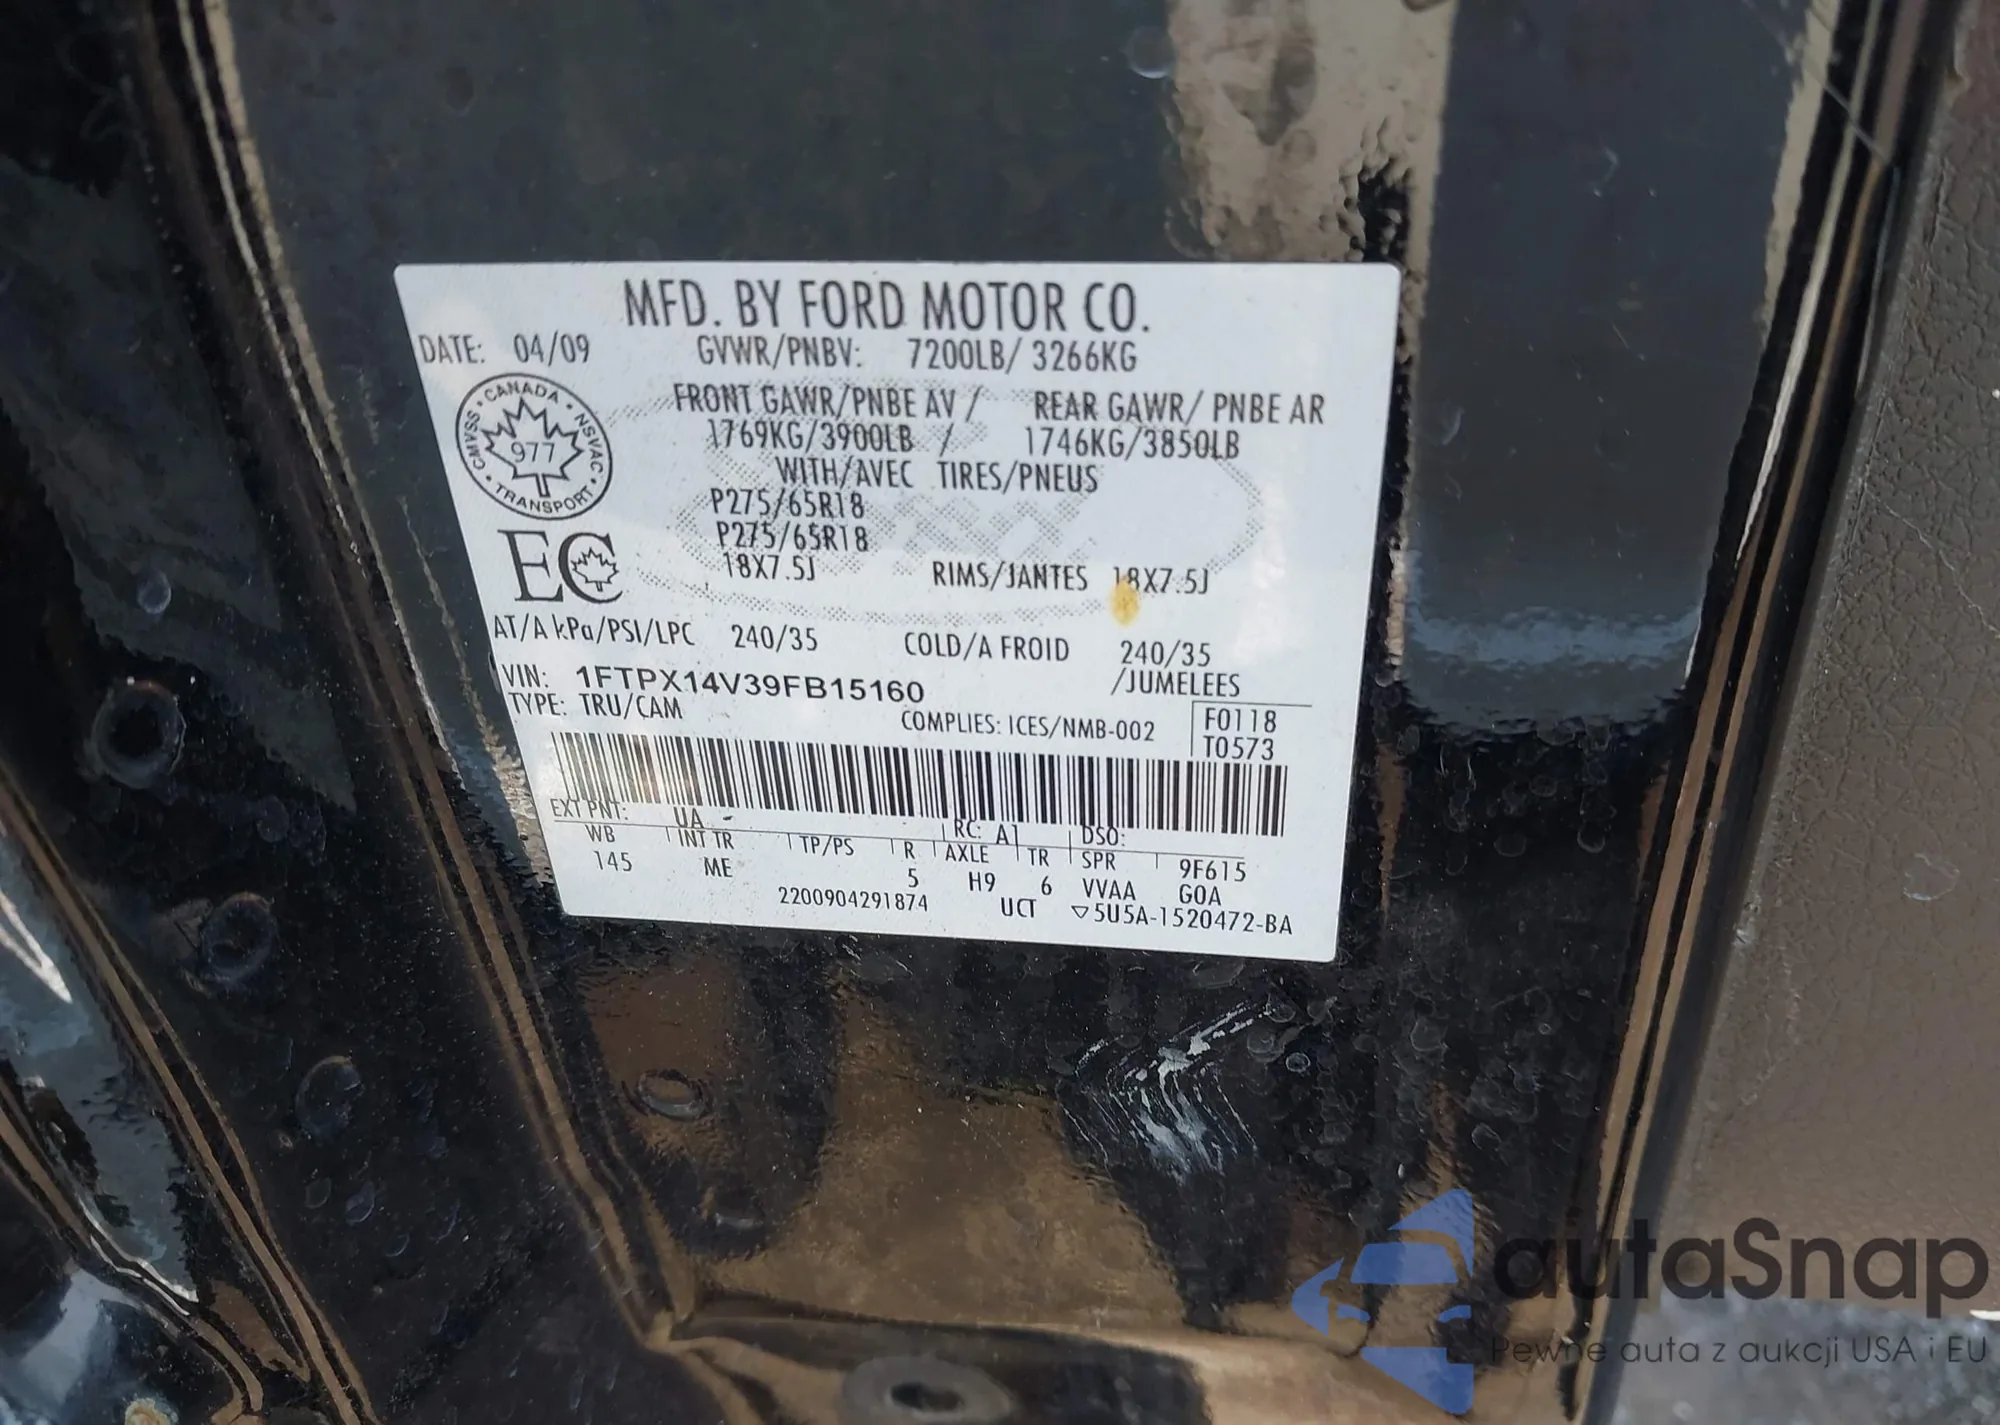 MFD. BY FORD MOTOR CO.
DATE: 04/09 GVWR/PNBV: 7200LB/ 3266KG
FRONT GAWR/PNBE AV / REAR GAWR/ PNBE AR
1769KG/3900LB / 1746KG/3850LB
WITH/AVEC TIRES/PNEUS
P275/65R18
P275/65R18
18X7.5J RIMS/JANTES 18X7.5J
CANADA • NSVAC • TRANSPORT • CMVSS •
977
EC
AT/A kPa/PSI/LPC 240/35 COLD/A FROID 240/35
VIN: 1FTPX14V39FB15160 /JUMELEES
TYPE: TRU/CAM COMPLIES: ICES/NMB-002 F0118
T0573
EXT PNT: UA - RC: A1 DSO:
WB INT TR TP/PS R AXLE TR SPR 9F615
145 ME 5 H9 6 VVAA GOA
2200904291874 UCT ▽5U5A-1520472-BA
autaSnap
Pewne auta z aukcji USA i EU